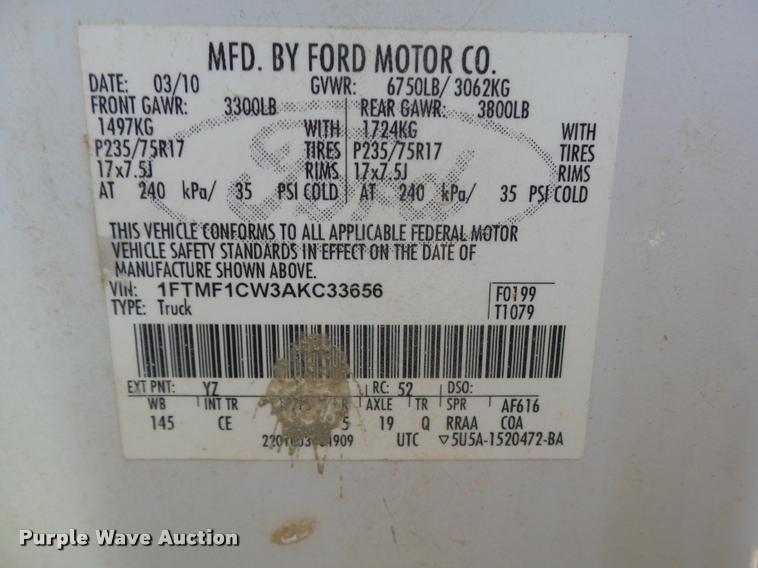 MFD. BY FORD MOTOR CO.
DATE: 03/10 GVWR: 6750LB/ 3062KG
FRONT GAWR: 3300LB REAR GAWR: 3800LB
1497KG WITH 1724KG WITH
P235/75R17 TIRES P235/75R17 TIRES
17x7.5J RIMS 17x7.5J RIMS
AT 240 kPa/ 35 PSI COLD AT 240 kPa/ 35 PSI COLD
Ford
THIS VEHICLE CONFORMS TO ALL APPLICABLE FEDERAL MOTOR
VEHICLE SAFETY STANDARDS IN EFFECT ON THE DATE OF
MANUFACTURE SHOWN ABOVE.
VIN: 1FTMF1CW3AKC33656 F0199
TYPE: Truck T1079
EXT PNT: YZ RC: 52 DSO:
WB INT TR R AXLE TR SPR AF616
145 CE 5 19 Q RRAA COA
UTC ▽5U5A-1520472-BA
Purple Wave Auction